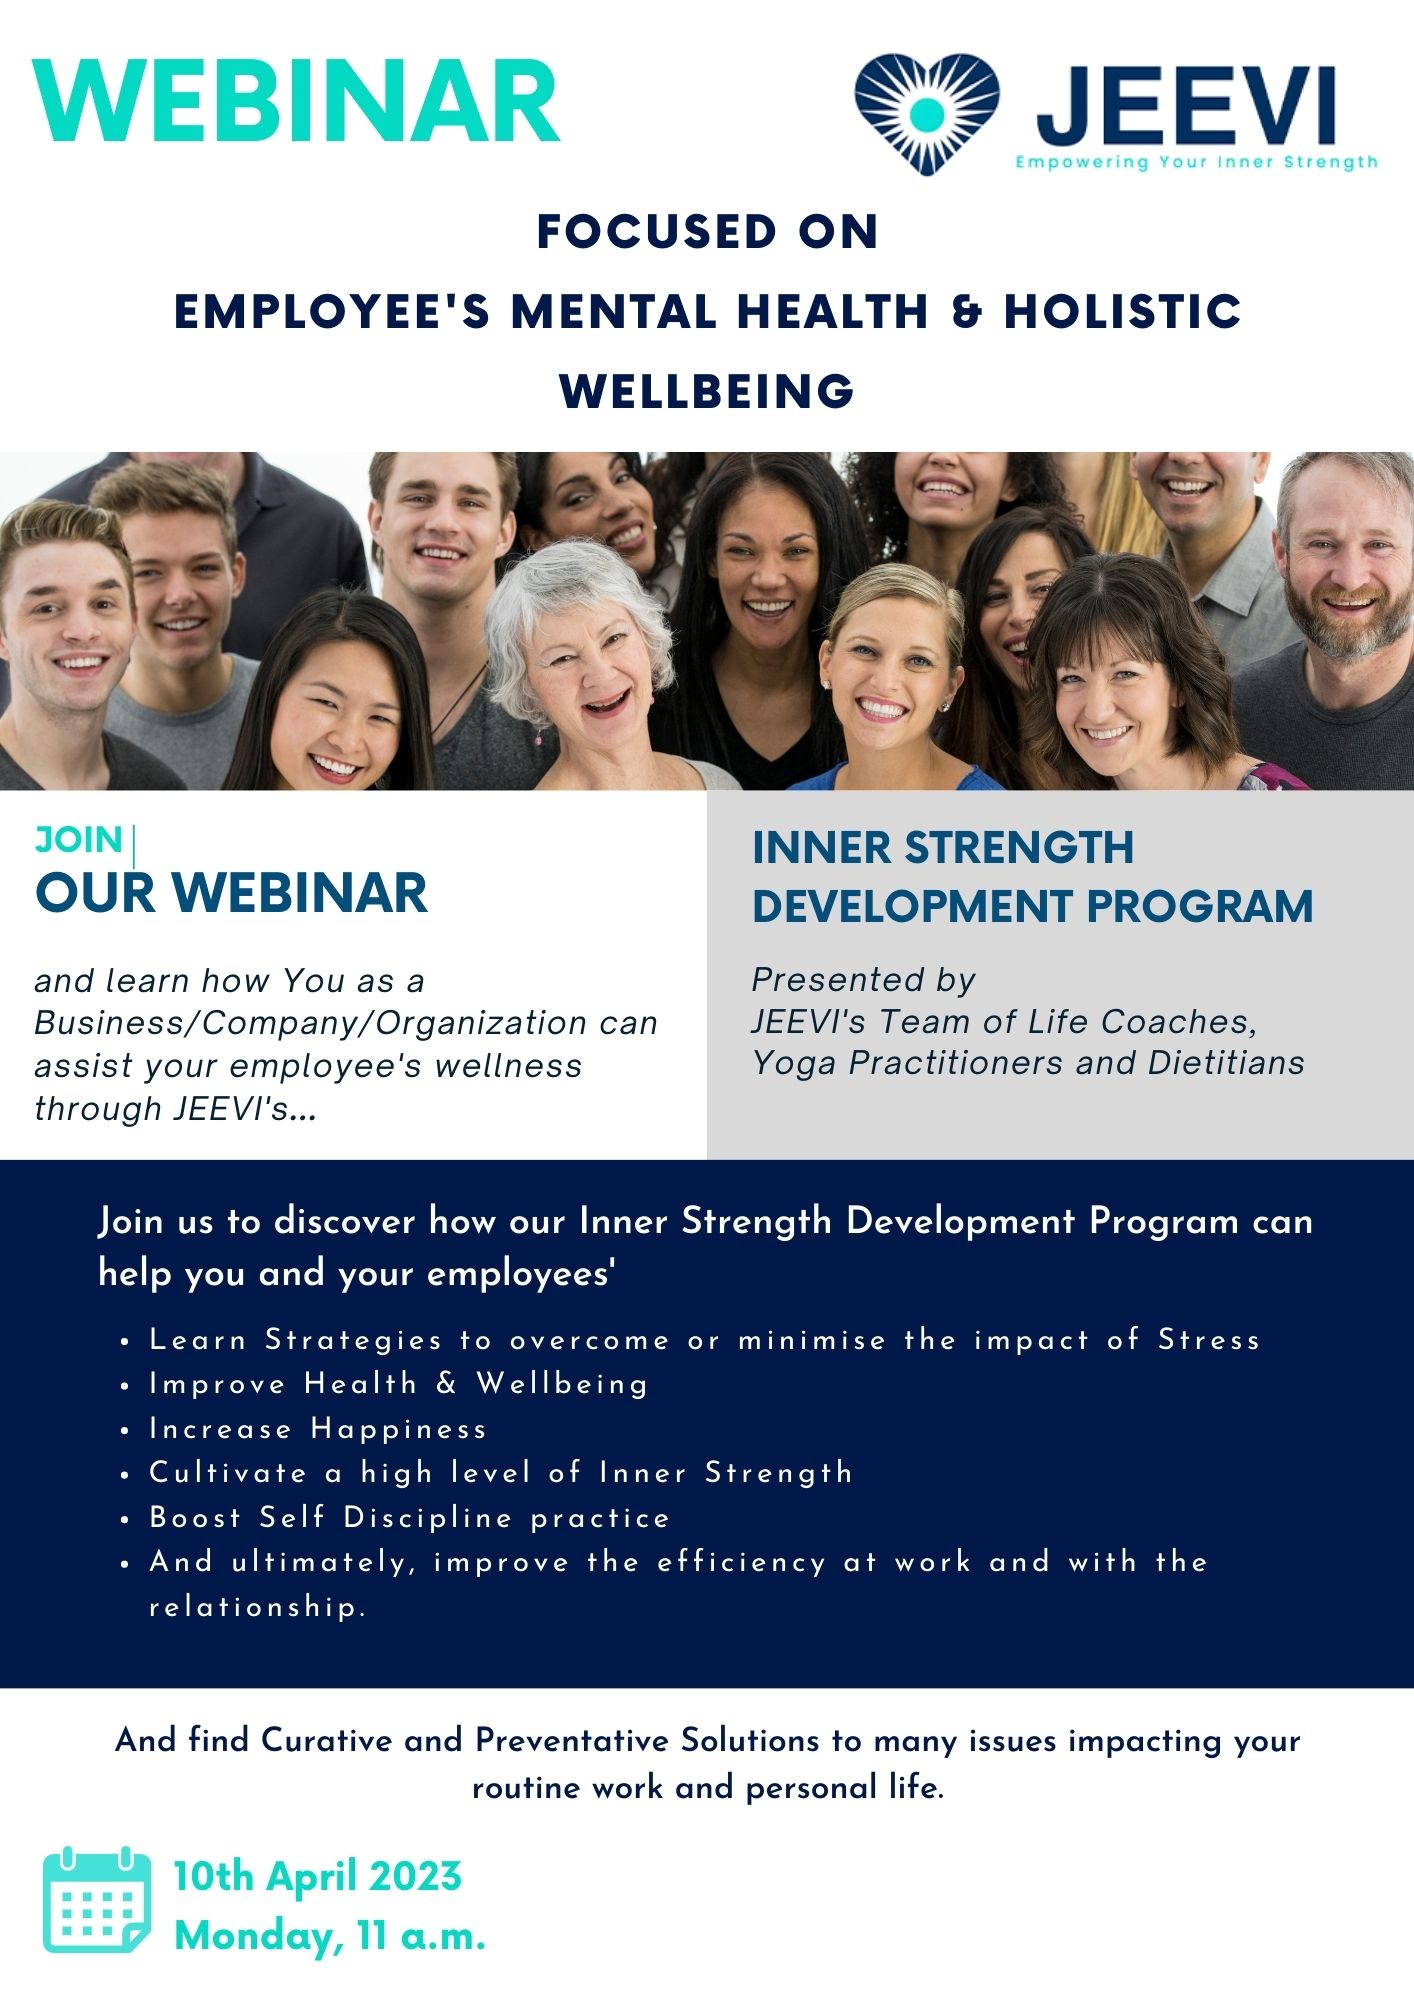 WEBINAR
JEEVI
Empowering Your Inner Strength
FOCUSED ON
EMPLOYEE'S MENTAL HEALTH & HOLISTIC
WELLBEING
JOIN
OUR WEBINAR
and learn how You as a
Business/Company/Organization can
assist your employee's wellness
through JEEVI's...
INNER STRENGTH
DEVELOPMENT PROGRAM
Presented by
JEEVI's Team of Life Coaches,
Yoga Practitioners and Dietitians
Join us to discover how our Inner Strength Development Program can
help you and your employees'
• Learn Strategies to overcome or minimise the impact of Stress
• Improve Health & Wellbeing
• Increase Happiness
• Cultivate a high level of Inner Strength
• Boost Self Discipline practice
• And ultimately, improve the efficiency at work and with the
relationship.
And find Curative and Preventative Solutions to many issues impacting your
routine work and personal life.
10th April 2023
Monday, 11 a.m.